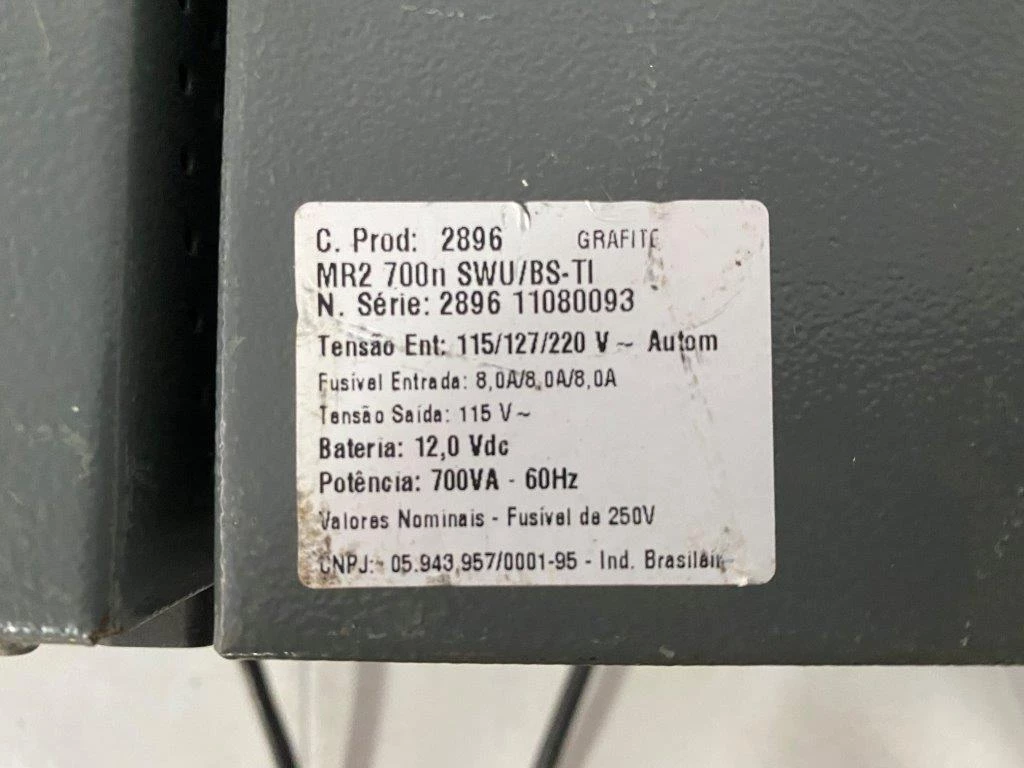 C. Prod: 2896 GRAFITE
MR2 700n SWU/BS-TI
N. Série: 2896 11080093
Tensão Ent: 115/127/220 V ~ Autom
Fusível Entrada: 8,0A/8,0A/8,0A
Tensão Saída: 115 V~
Bateria: 12,0 Vdc
Potência: 700VA - 60Hz
Valores Nominais - Fusível de 250V
CNPJ:- 05.943.957/0001-95 - Ind.